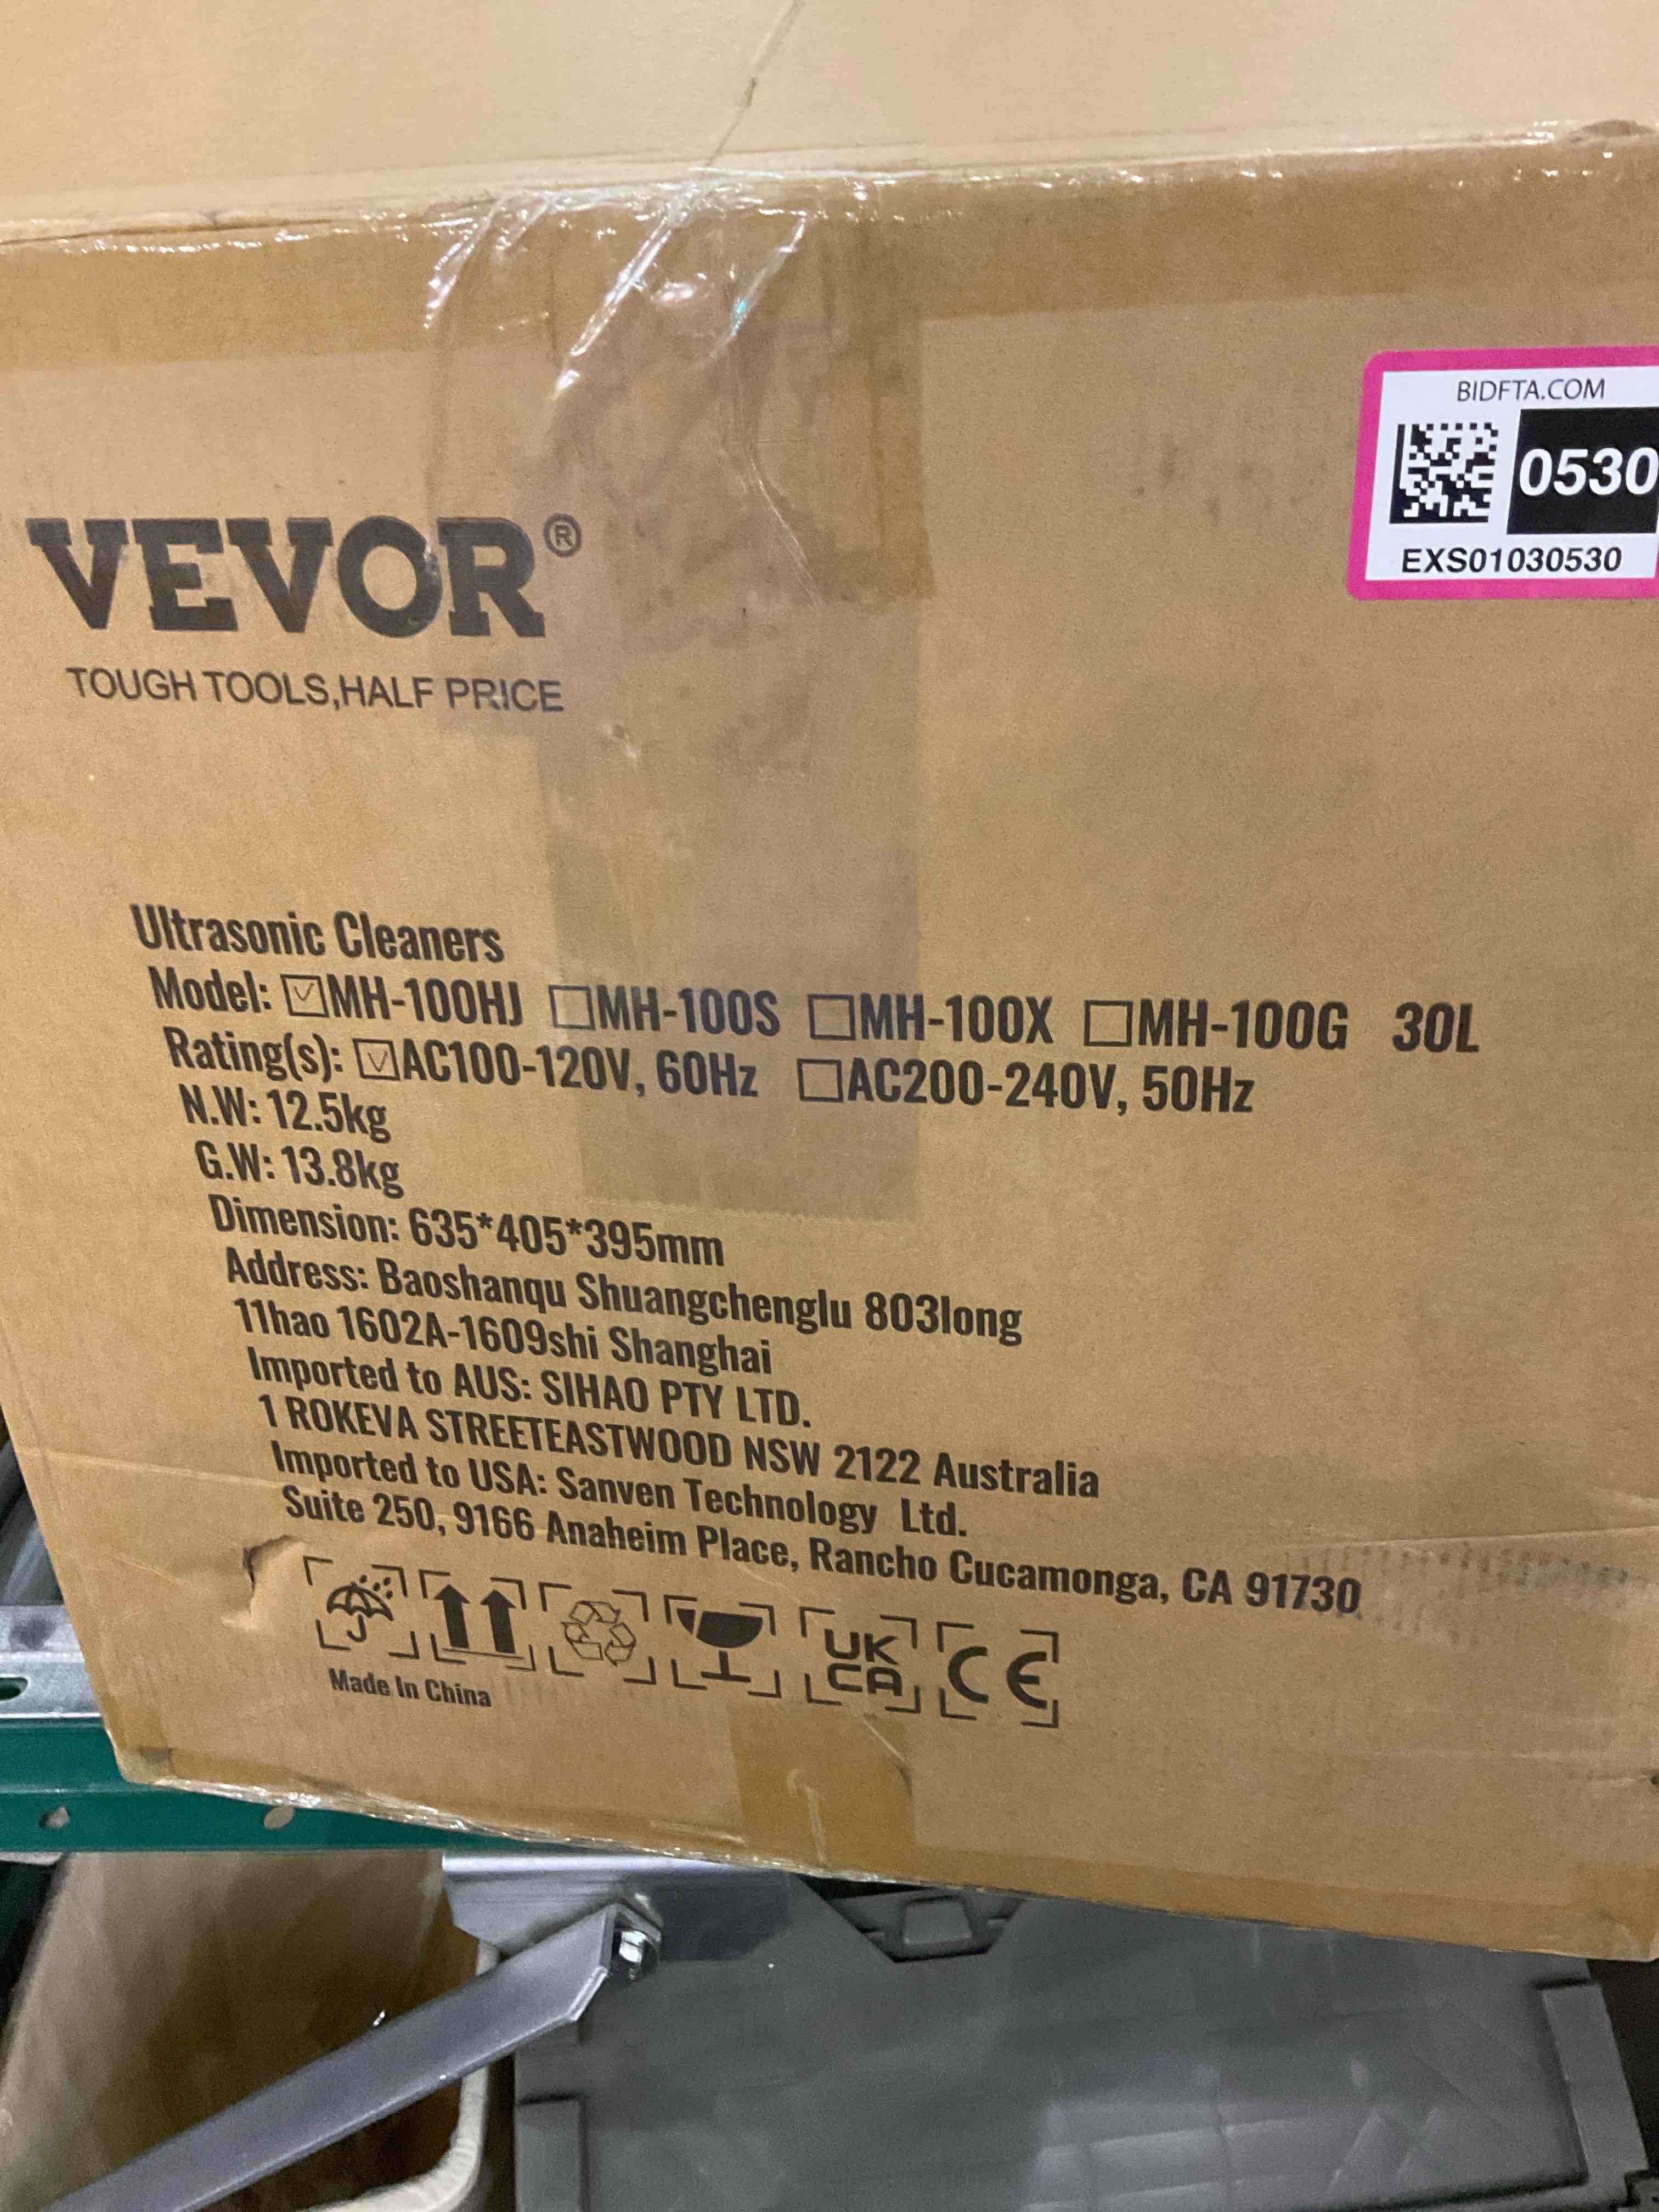 BIDFTA.COM
0530
EXS01030530
VEVOR®
TOUGH TOOLS,HALF PRICE
Ultrasonic Cleaners
Model: ☑MH-100HJ ☐MH-100S ☐MH-100X ☐MH-100G 30L
Rating(s): ☑AC100-120V, 60Hz ☐AC200-240V, 50Hz
N.W: 12.5kg
G.W: 13.8kg
Dimension: 635*405*395mm
Address: Baoshanqu Shuangchenglu 803long
11hao 1602A-1609shi Shanghai
Imported to AUS: SIHAO PTY LTD.
1 ROKEVA STREETEASTWOOD NSW 2122 Australia
Imported to USA: Sanven Technology Ltd.
Suite 250, 9166 Anaheim Place, Rancho Cucamonga, CA 91730
UK
CA
CE
Made In China